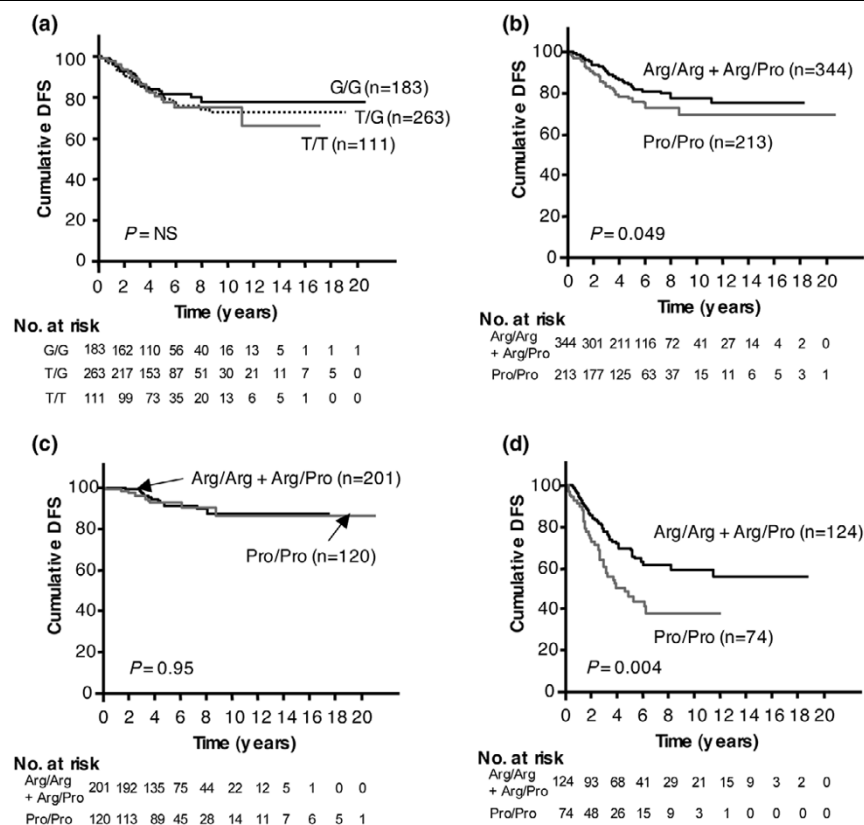 (a)
Cumulative DFS
100
80
60
40
20
0
G/G (n=183)
T/G (n=263)
T/T (n=111)
P = NS
0 2 4 6 8 10 12 14 16 18 20
Time (years)
No. at risk
G/G 183 162 110 56 40 16 13 5 1 1 1
T/G 263 217 153 87 51 30 21 11 7 5 0
T/T 111 99 73 35 20 13 6 5 1 0 0
(b)
Cumulative DFS
100
80
60
40
20
0
Arg/Arg + Arg/Pro (n=344)
Pro/Pro (n=213)
P = 0.049
0 2 4 6 8 10 12 14 16 18 20
Time (years)
No. at risk
Arg/Arg
+ Arg/Pro 344 301 211 116 72 41 27 14 4 2 0
Pro/Pro 213 177 125 63 37 15 11 6 5 3 1
(c)
Cumulative DFS
100
80
60
40
20
0
Arg/Arg + Arg/Pro (n=201)
Pro/Pro (n=120)
P = 0.95
0 2 4 6 8 10 12 14 16 18 20
Time (years)
No. at risk
Arg/Arg
+ Arg/Pro 201 192 135 75 44 22 12 5 1 0 0
Pro/Pro 120 113 89 45 28 14 11 7 6 5 1
(d)
Cumulative DFS
100
80
60
40
20
0
Arg/Arg + Arg/Pro (n=124)
Pro/Pro (n=74)
P = 0.004
0 2 4 6 8 10 12 14 16 18 20
Time (years)
No. at risk
Arg/Arg
+ Arg/Pro 124 93 68 41 29 21 15 9 3 2 0
Pro/Pro 74 48 26 15 9 3 1 0 0 0 0